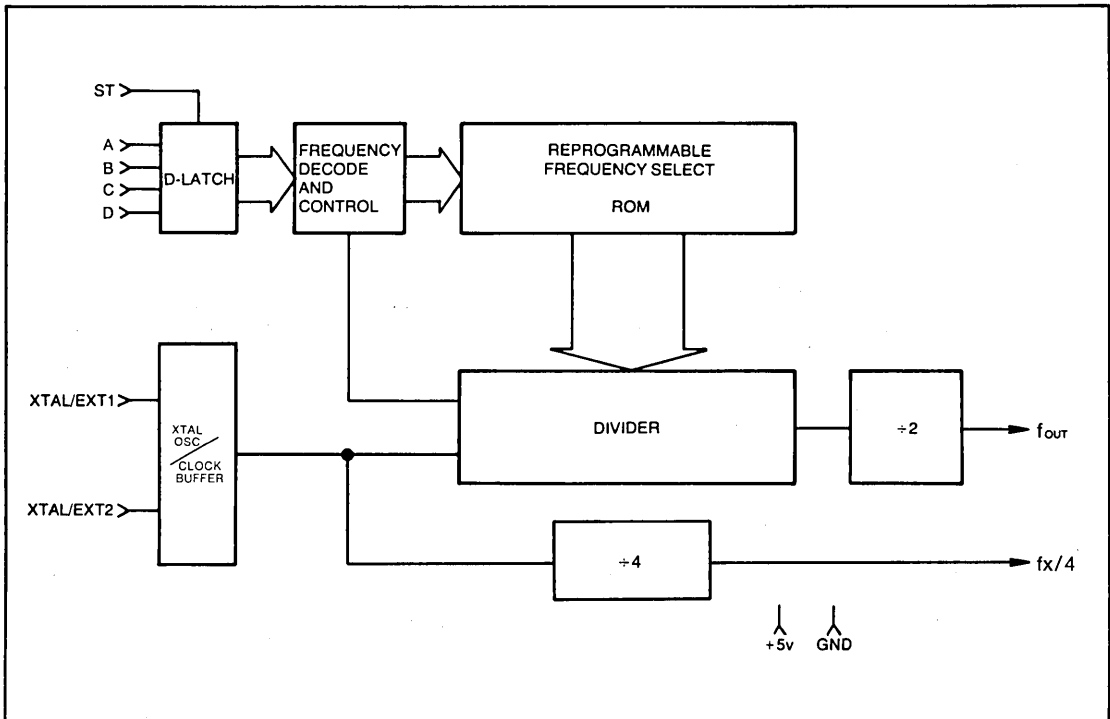 ST
A
B
C
D
D-LATCH
FREQUENCY
DECODE
AND
CONTROL
REPROGRAMMABLE
FREQUENCY SELECT
ROM
XTAL/EXT1
XTAL/EXT2
XTAL
OSC
CLOCK
BUFFER
DIVIDER
÷2
fOUT
÷4
fx/4
+5v GND